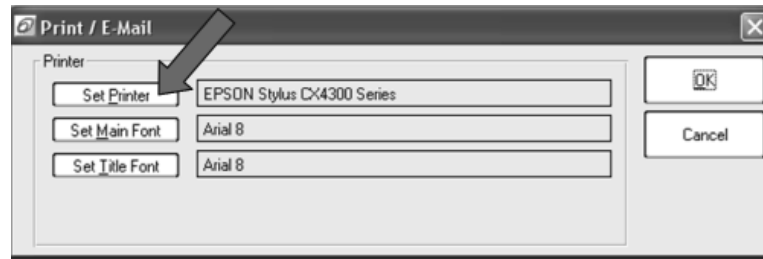 Print / E-Mail
Printer
Set Printer EPSON Stylus CX4300 Series
Set Main Font Arial 8
Set Title Font Arial 8
OK
Cancel